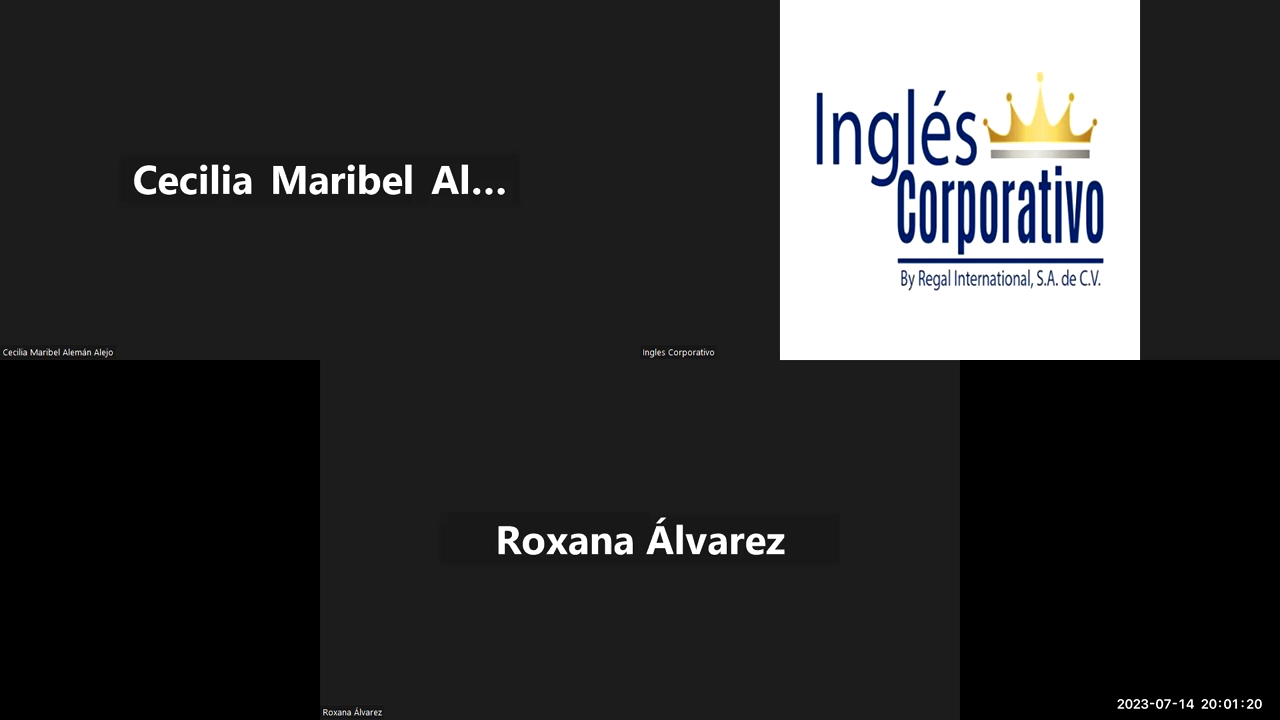 Cecilia Maribel Al...
Inglés
Corporativo
By Regal International, S.A. de C.V.
Cecilia Maribel Alemán Alejo
Ingles Corporativo
Roxana Álvarez
Roxana Álvarez
2023-07-14 20:01:20